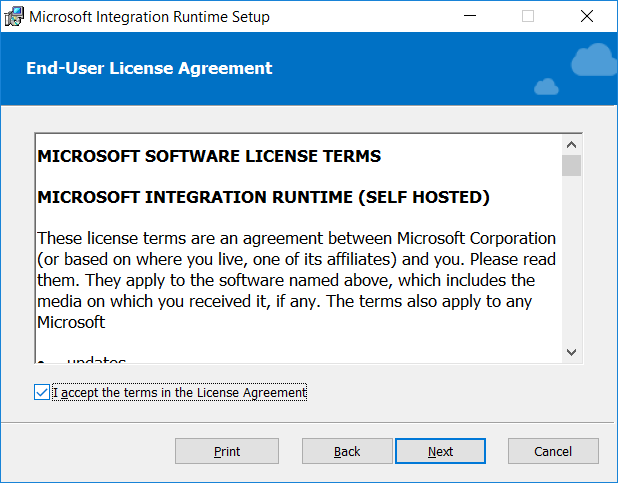 Microsoft Integration Runtime Setup
End-User License Agreement
MICROSOFT SOFTWARE LICENSE TERMS
MICROSOFT INTEGRATION RUNTIME (SELF HOSTED)
These license terms are an agreement between Microsoft Corporation
(or based on where you live, one of its affiliates) and you. Please read
them. They apply to the software named above, which includes the
media on which you received it, if any. The terms also apply to any
Microsoft
• updates
I accept the terms in the License Agreement
Print Back Next Cancel